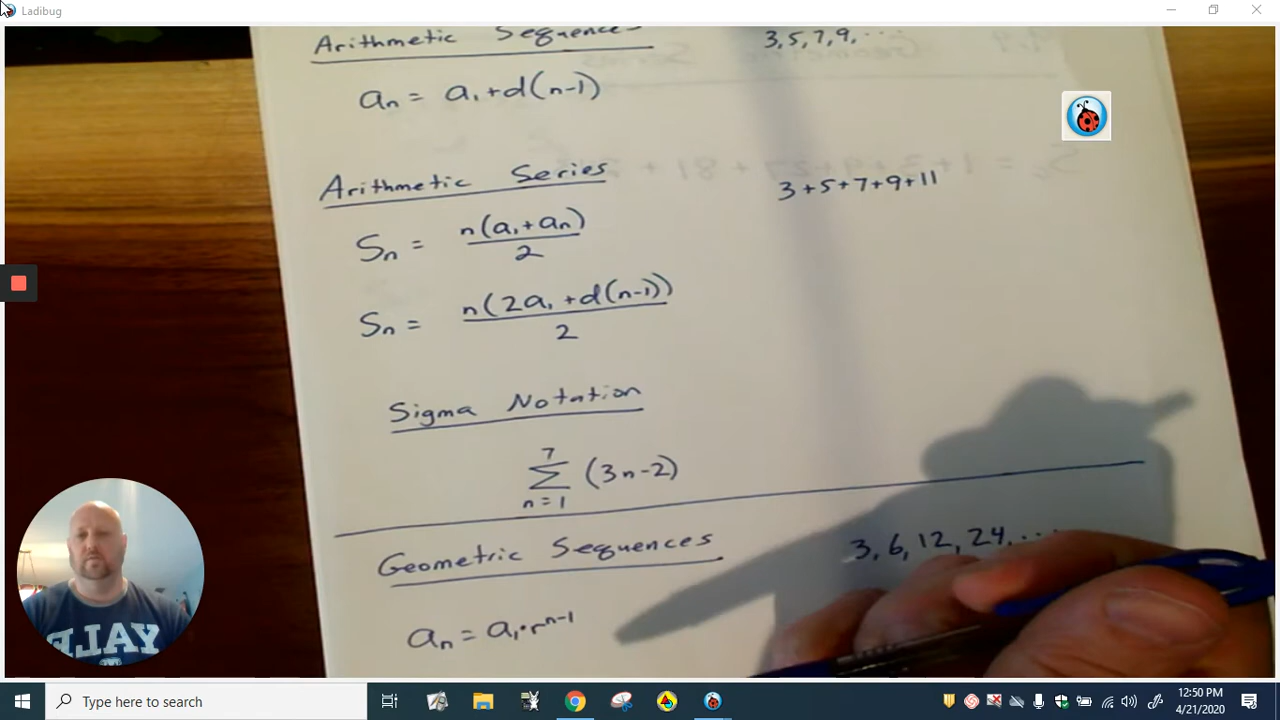 Ladibug
Arithmetic Sequence
3, 5, 7, 9, ...
aₙ = a₁ + d(n-1)
Arithmetic Series
3 + 5 + 7 + 9 + 11
Sₙ = n(a₁ + aₙ)
2
Sₙ = n(2a₁ + d(n-1))
2
Sigma Notation
7
∑ (3n-2)
n=1
Geometric Sequences
3, 6, 12, 24, ...
aₙ = a₁·rⁿ⁻¹
YALE
Type here to search
12:50 PM
4/21/2020